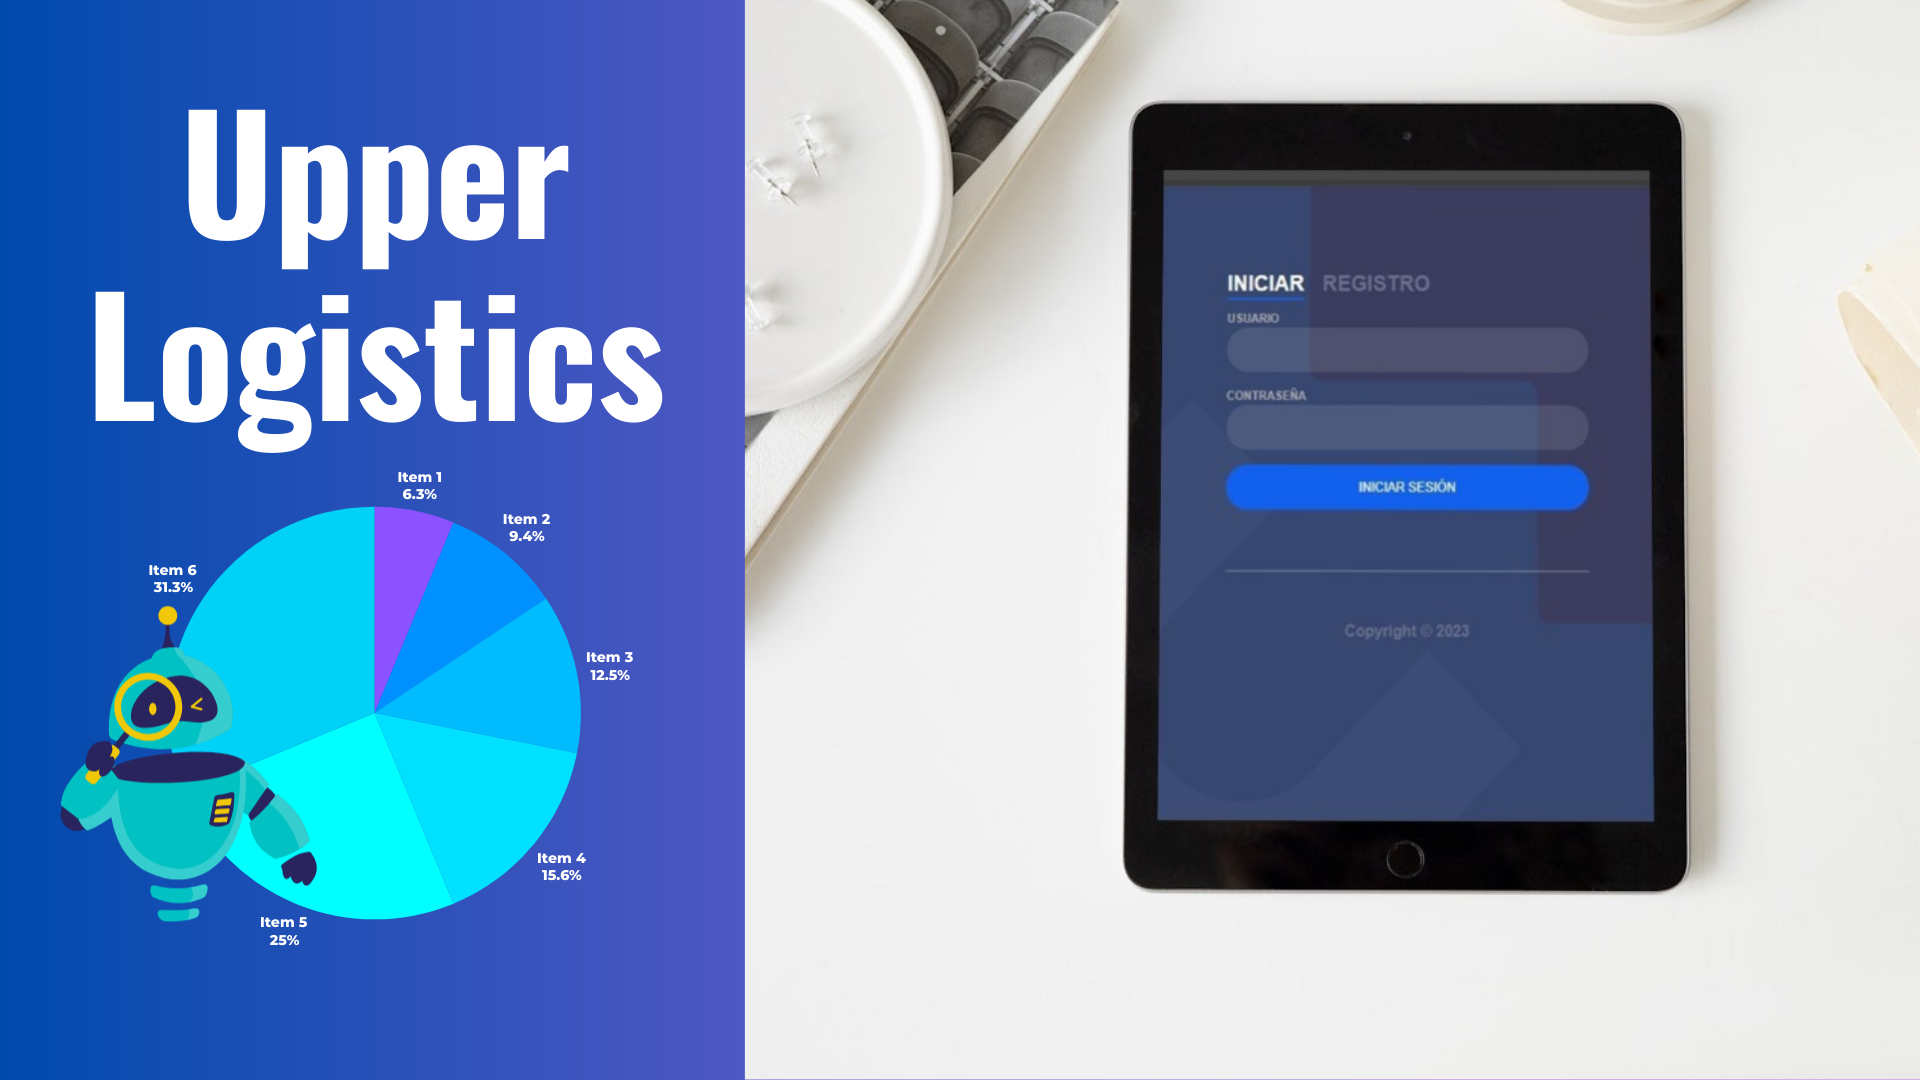 Upper
Logistics
Item 1
6.3%
Item 2
9.4%
Item 3
12.5%
Item 4
15.6%
Item 5
25%
Item 6
31.3%
INICIAR REGISTRO
USUARIO
CONTRASEÑA
INICIAR SESIÓN
Copyright © 2023